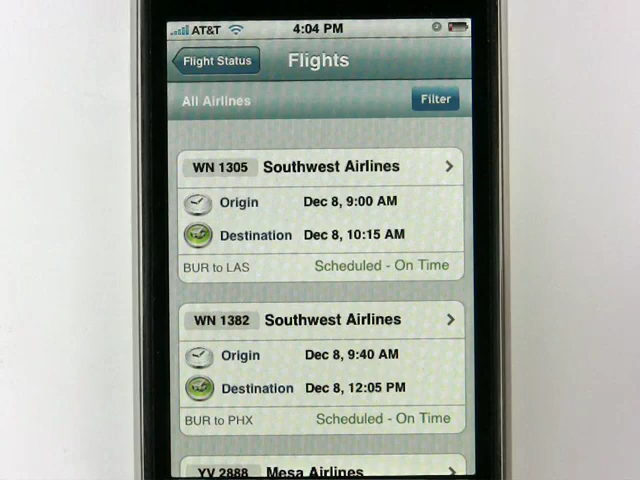 AT&T 4:04 PM
Flight Status Flights
All Airlines Filter
WN 1305 Southwest Airlines
Origin Dec 8, 9:00 AM
Destination Dec 8, 10:15 AM
BUR to LAS Scheduled - On Time
WN 1382 Southwest Airlines
Origin Dec 8, 9:40 AM
Destination Dec 8, 12:05 PM
BUR to PHX Scheduled - On Time
YV 2888 Mesa Airlines